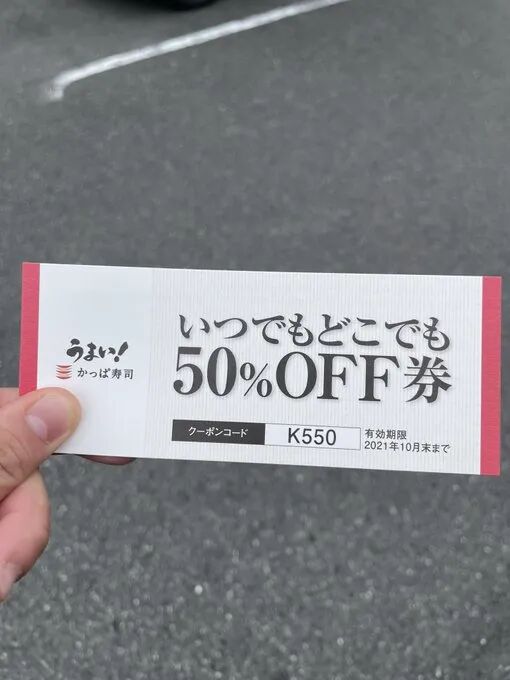 うまい!
かっぱ寿司
いつでもどこでも
50%OFF券
クーポンコード
K550
有効期限
2021年10月末まで